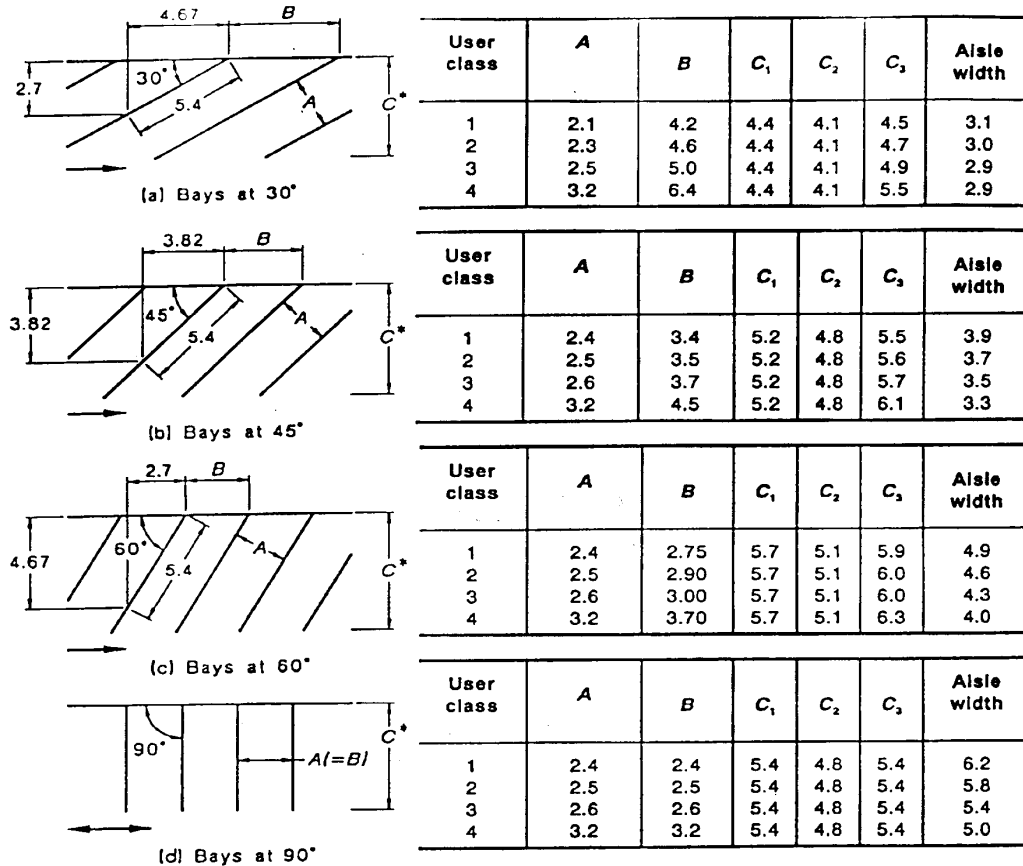 4.67 B
2.7
30°
5.4
A
C*
(a) Bays at 30°
User class A B C₁ C₂ C₃ Aisle width
1 2.1 4.2 4.4 4.1 4.5 3.1
2 2.3 4.6 4.4 4.1 4.7 3.0
3 2.5 5.0 4.4 4.1 4.9 2.9
4 3.2 6.4 4.4 4.1 5.5 2.9
3.82 B
3.82
45°
5.4
A
C*
(b) Bays at 45°
User class A B C₁ C₂ C₃ Aisle width
1 2.4 3.4 5.2 4.8 5.5 3.9
2 2.5 3.5 5.2 4.8 5.6 3.7
3 2.6 3.7 5.2 4.8 5.7 3.5
4 3.2 4.5 5.2 4.8 6.1 3.3
2.7 B
4.67
60°
5.4
A
C*
(c) Bays at 60°
User class A B C₁ C₂ C₃ Aisle width
1 2.4 2.75 5.7 5.1 5.9 4.9
2 2.5 2.90 5.7 5.1 6.0 4.6
3 2.6 3.00 5.7 5.1 6.0 4.3
4 3.2 3.70 5.7 5.1 6.3 4.0
90°
A(=B)
C*
(d) Bays at 90°
User class A B C₁ C₂ C₃ Aisle width
1 2.4 2.4 5.4 4.8 5.4 6.2
2 2.5 2.5 5.4 4.8 5.4 5.8
3 2.6 2.6 5.4 4.8 5.4 5.4
4 3.2 3.2 5.4 4.8 5.4 5.0